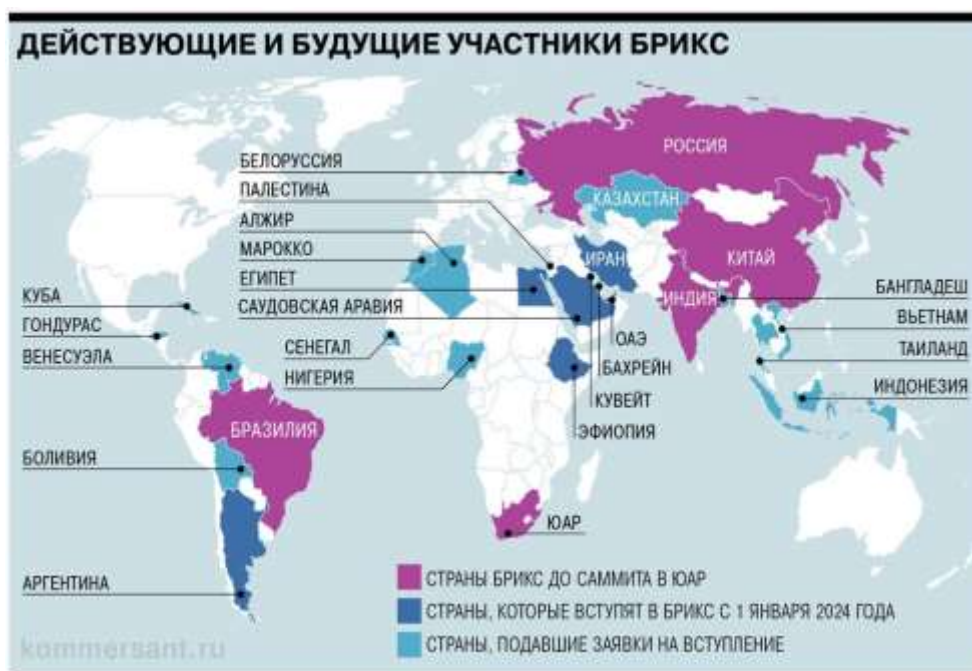 ДЕЙСТВУЮЩИЕ И БУДУЩИЕ УЧАСТНИКИ БРИКС
РОССИЯ
БЕЛОРУССИЯ
ПАЛЕСТИНА
КАЗАХСТАН
АЛЖИР
МАРОККО
ИРАН
КИТАЙ
ЕГИПЕТ
БАНГЛАДЕШ
КУБА
САУДОВСКАЯ АРАВИЯ
ИНДИЯ
ГОНДУРАС
ВЬЕТНАМ
СЕНЕГАЛ
ОАЭ
ВЕНЕСУЭЛА
ТАИЛАНД
БАХРЕЙН
НИГЕРИЯ
ИНДОНЕЗИЯ
КУВЕЙТ
БРАЗИЛИЯ
ЭФИОПИЯ
БОЛИВИЯ
ЮАР
АРГЕНТИНА
СТРАНЫ БРИКС ДО САММИТА В ЮАР
СТРАНЫ, КОТОРЫЕ ВСТУПЯТ В БРИКС С 1 ЯНВАРЯ 2024 ГОДА
СТРАНЫ, ПОДАВШИЕ ЗАЯВКИ НА ВСТУПЛЕНИЕ
kommersant.ru